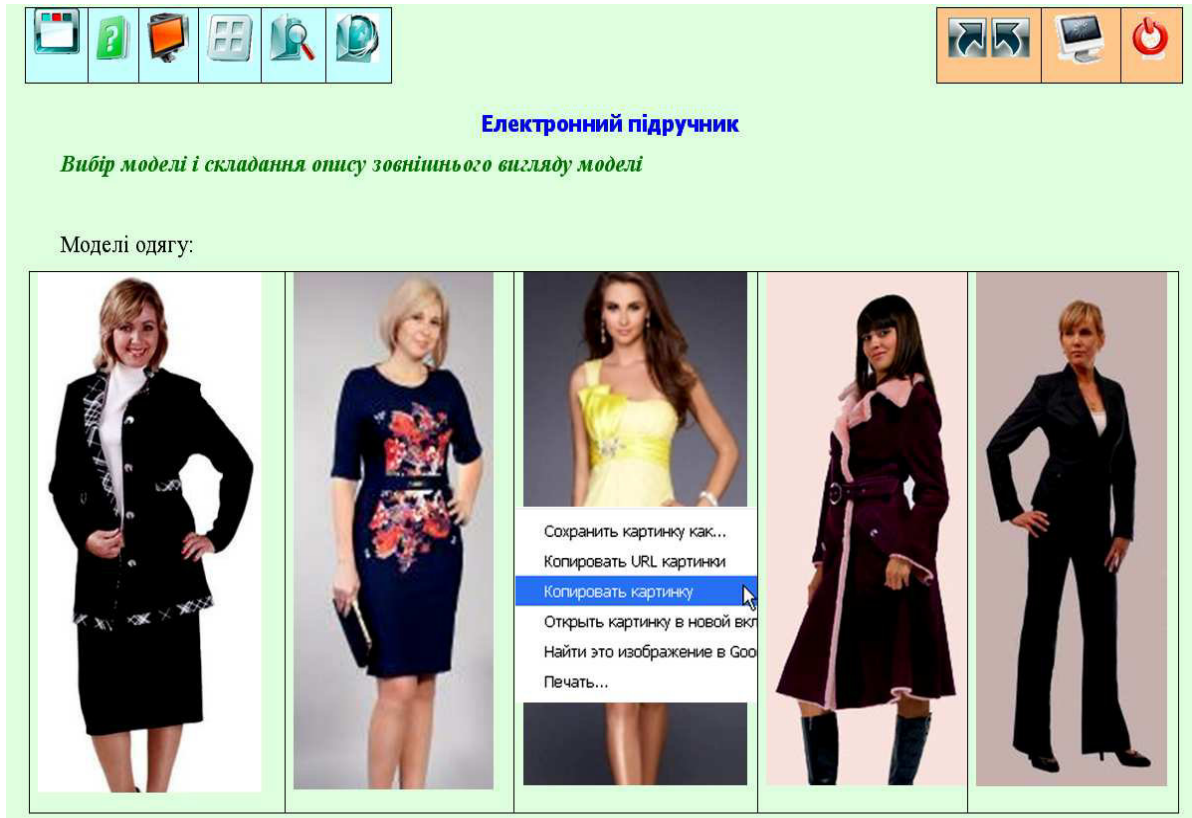 Електронний підручник
Вибір моделі і складання опису зовнішнього вигляду моделі
Моделі одягу:
Сохранить картинку как...
Копировать URL картинки
Копировать картинку
Открыть картинку в новой вкл
Найти это изображение в Goo
Печать...